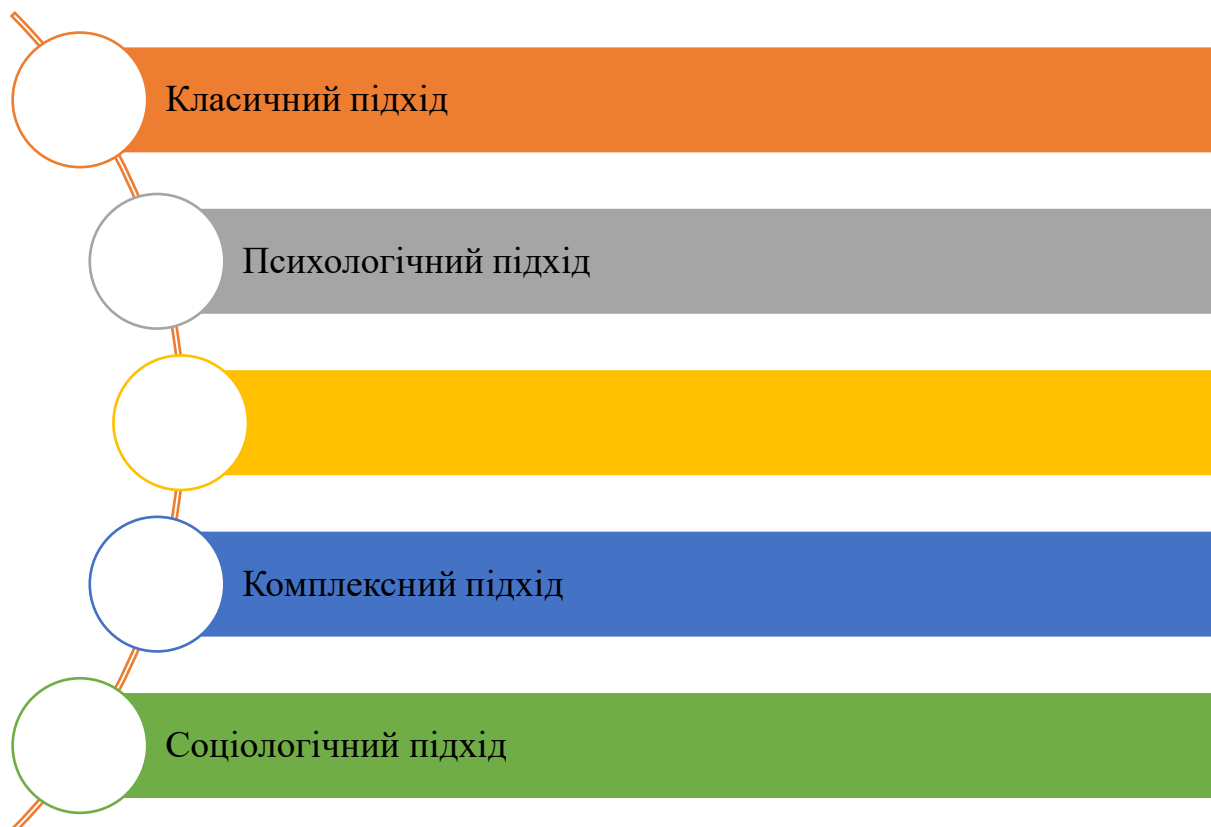 Класичний підхід
Психологічний підхід
Комплексний підхід
Соціологічний підхід